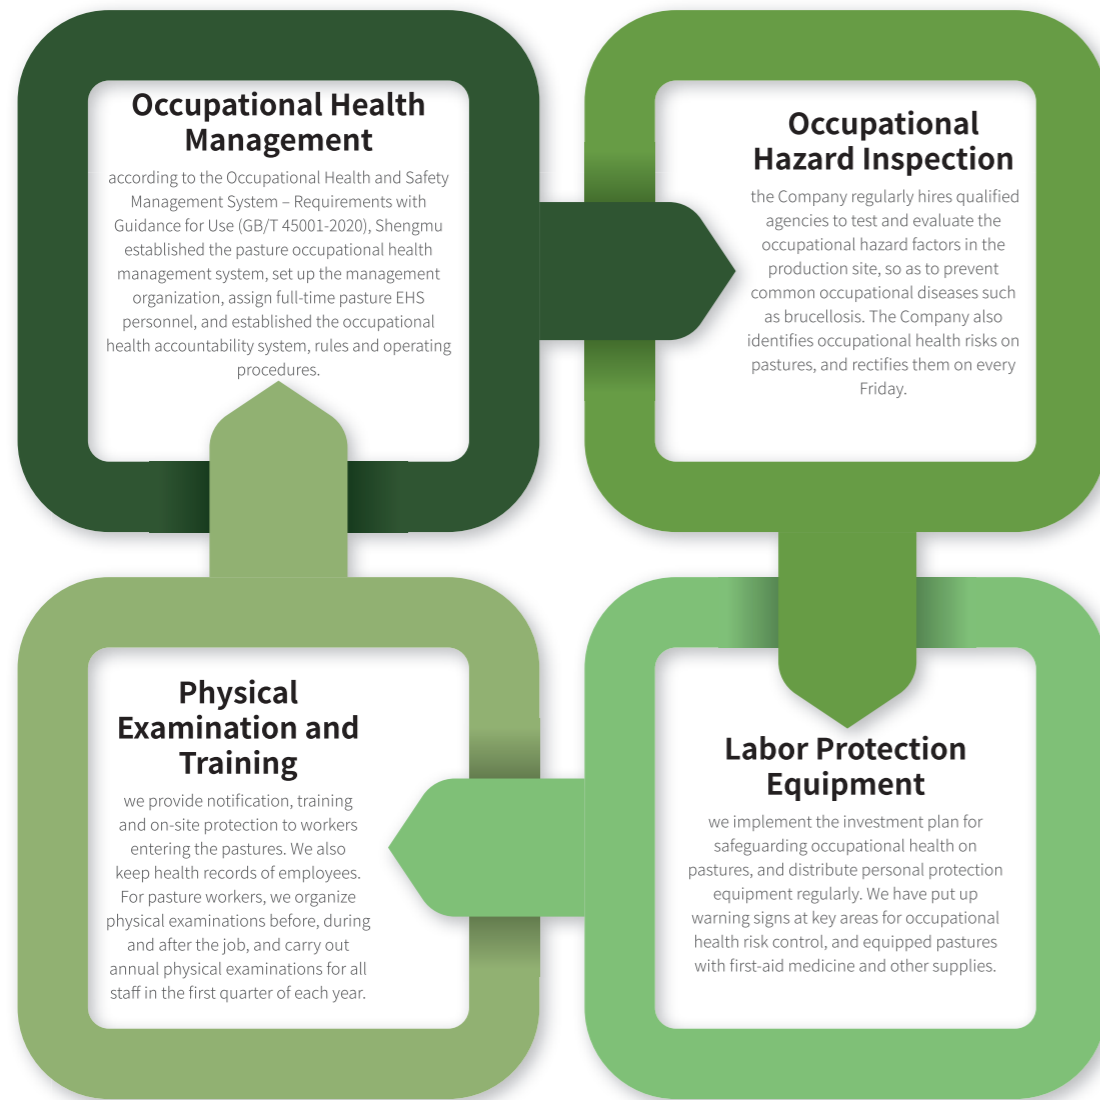 Occupational Health
Management
according to the Occupational Health and Safety
Management System – Requirements with
Guidance for Use (GB/T 45001-2020), Shengmu
established the pasture occupational health
management system, set up the management
organization, assign full-time pasture EHS
personnel, and established the occupational
health accountability system, rules and operating
procedures.
Occupational
Hazard Inspection
the Company regularly hires qualified
agencies to test and evaluate the
occupational hazard factors in the
production site, so as to prevent
common occupational diseases such
as brucellosis. The Company also
identifies occupational health risks on
pastures, and rectifies them on every
Friday.
Physical
Examination and
Training
we provide notification, training
and on-site protection to workers
entering the pastures. We also
keep health records of employees.
For pasture workers, we organize
physical examinations before, during
and after the job, and carry out
annual physical examinations for all
staff in the first quarter of each year.
Labor Protection
Equipment
we implement the investment plan for
safeguarding occupational health on
pastures, and distribute personal protection
equipment regularly. We have put up
warning signs at key areas for occupational
health risk control, and equipped pastures
with first-aid medicine and other supplies.